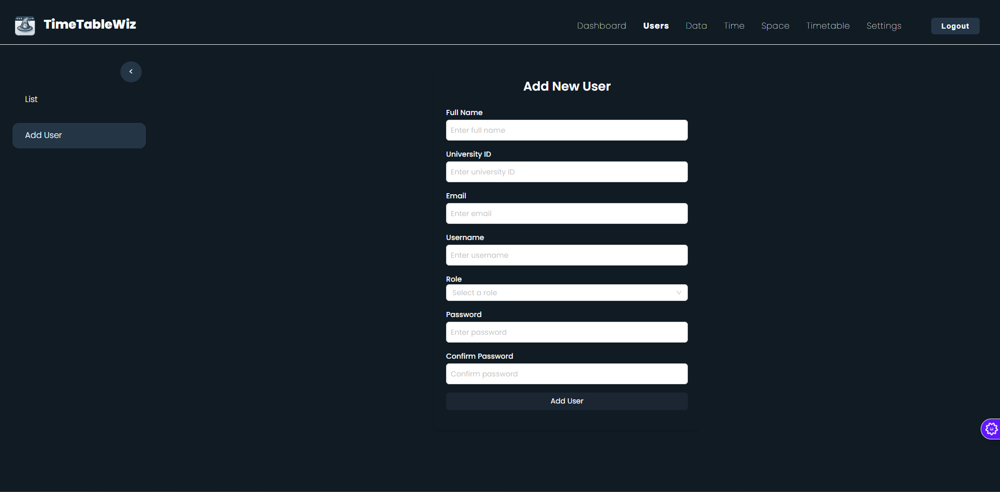 TimeTableWiz
Dashboard Users Data Time Space Timetable Settings Logout
<
List
Add User
Add New User
Full Name
Enter full name
University ID
Enter university ID
Email
Enter email
Username
Enter username
Role
Select a role
Password
Enter password
Confirm Password
Confirm password
Add User